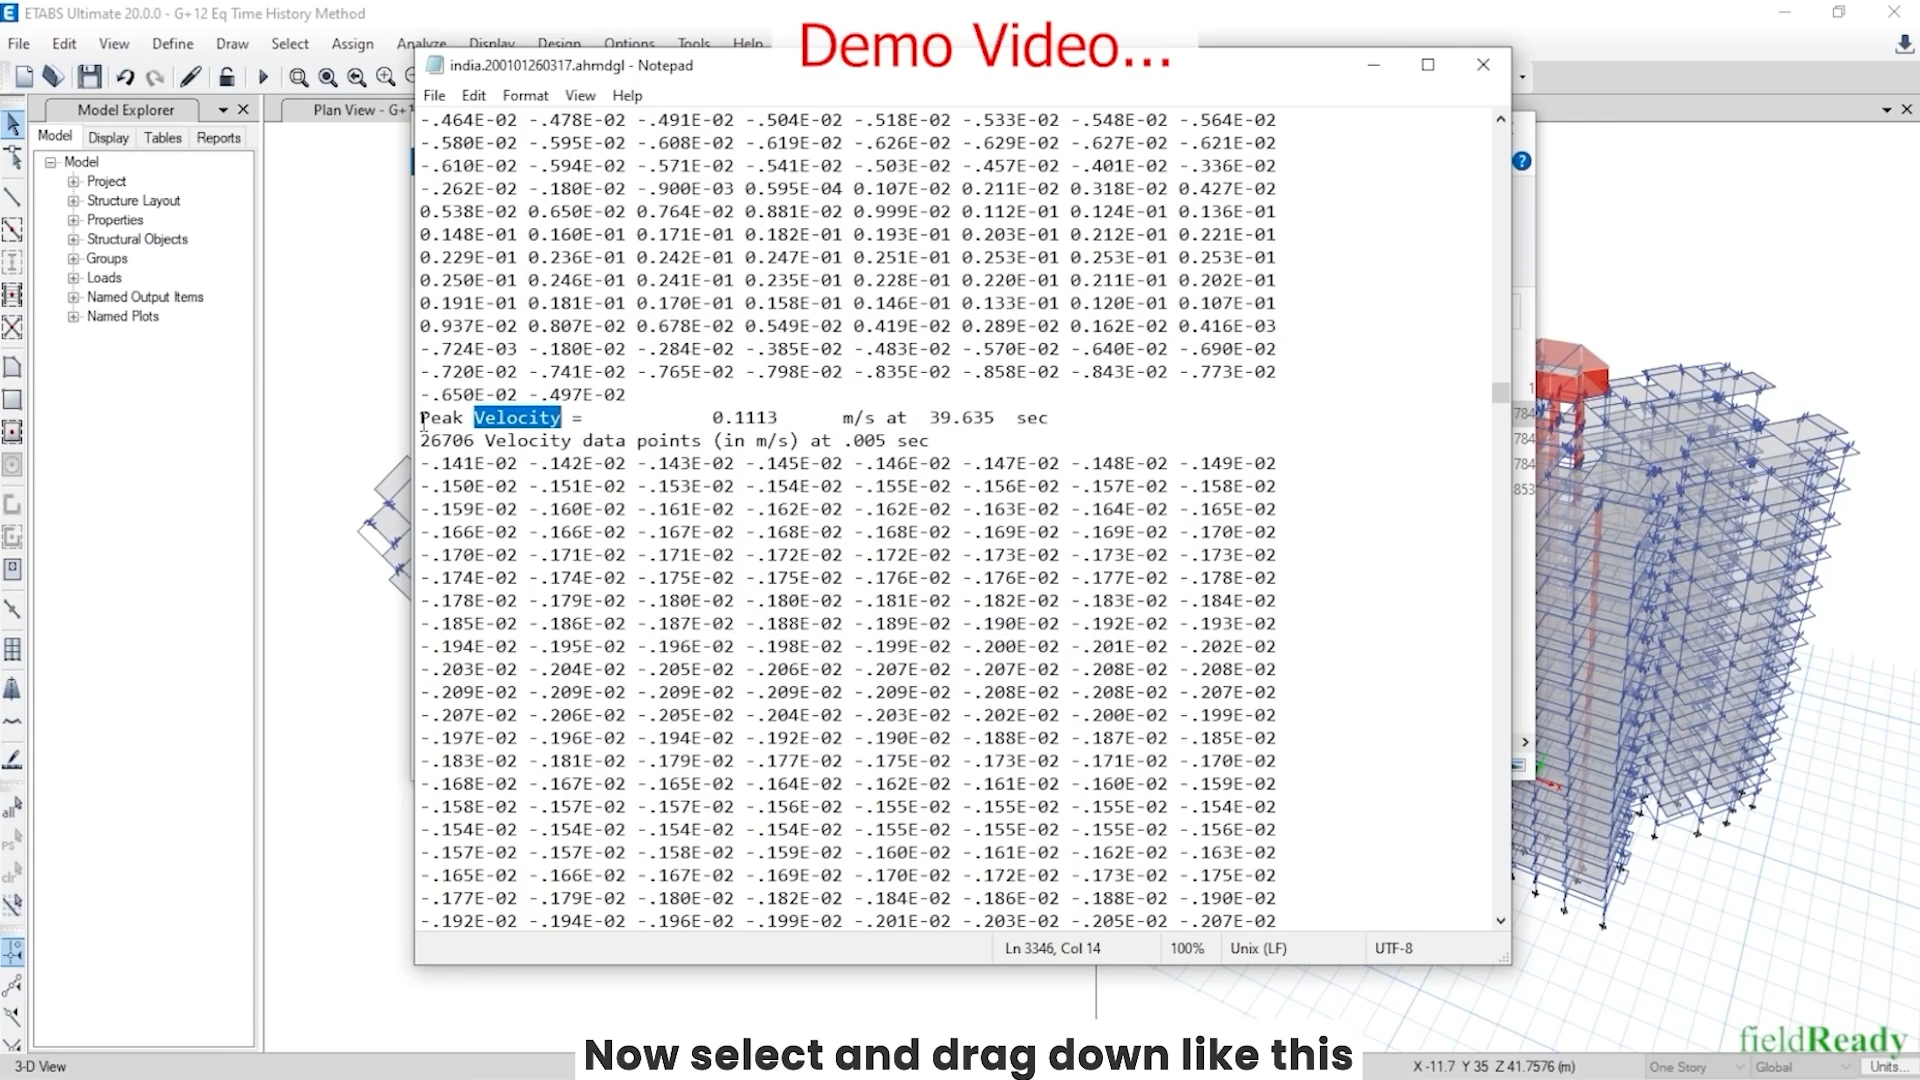 ETABS Ultimate 20.0.0 - G+12 Eq Time History Method
File Edit View Define Draw Select Assign Analyze Display Design Options Tools Help
Demo Video...
india.200101260317.ahmdgl - Notepad
File Edit Format View Help
Model Explorer
Plan View - G+1
Model Display Tables Reports
Model
Project
Structure Layout
Properties
Structural Objects
Groups
Loads
Named Output Items
Named Plots
-.464E-02 -.478E-02 -.491E-02 -.504E-02 -.518E-02 -.533E-02 -.548E-02 -.564E-02
-.580E-02 -.595E-02 -.608E-02 -.619E-02 -.626E-02 -.629E-02 -.627E-02 -.621E-02
-.610E-02 -.594E-02 -.571E-02 -.541E-02 -.503E-02 -.457E-02 -.401E-02 -.336E-02
-.262E-02 -.180E-02 -.900E-03 0.595E-04 0.107E-02 0.211E-02 0.318E-02 0.427E-02
0.538E-02 0.650E-02 0.764E-02 0.881E-02 0.999E-02 0.112E-01 0.124E-01 0.136E-01
0.148E-01 0.160E-01 0.171E-01 0.182E-01 0.193E-01 0.203E-01 0.212E-01 0.221E-01
0.229E-01 0.236E-01 0.242E-01 0.247E-01 0.251E-01 0.253E-01 0.253E-01 0.253E-01
0.250E-01 0.246E-01 0.241E-01 0.235E-01 0.228E-01 0.220E-01 0.211E-01 0.202E-01
0.191E-01 0.181E-01 0.170E-01 0.158E-01 0.146E-01 0.133E-01 0.120E-01 0.107E-01
0.937E-02 0.807E-02 0.678E-02 0.549E-02 0.419E-02 0.289E-02 0.162E-02 0.416E-03
-.724E-03 -.180E-02 -.284E-02 -.385E-02 -.483E-02 -.570E-02 -.640E-02 -.690E-02
-.720E-02 -.741E-02 -.765E-02 -.798E-02 -.835E-02 -.858E-02 -.843E-02 -.773E-02
-.650E-02 -.497E-02
Peak Velocity = 0.1113 m/s at 39.635 sec
26706 Velocity data points (in m/s) at .005 sec
-.141E-02 -.142E-02 -.143E-02 -.145E-02 -.146E-02 -.147E-02 -.148E-02 -.149E-02
-.150E-02 -.151E-02 -.153E-02 -.154E-02 -.155E-02 -.156E-02 -.157E-02 -.158E-02
-.159E-02 -.160E-02 -.161E-02 -.162E-02 -.162E-02 -.163E-02 -.164E-02 -.165E-02
-.166E-02 -.166E-02 -.167E-02 -.168E-02 -.168E-02 -.169E-02 -.169E-02 -.170E-02
-.170E-02 -.171E-02 -.171E-02 -.172E-02 -.172E-02 -.173E-02 -.173E-02 -.173E-02
-.174E-02 -.174E-02 -.175E-02 -.175E-02 -.176E-02 -.176E-02 -.177E-02 -.178E-02
-.178E-02 -.179E-02 -.180E-02 -.180E-02 -.181E-02 -.182E-02 -.183E-02 -.184E-02
-.185E-02 -.186E-02 -.187E-02 -.188E-02 -.189E-02 -.190E-02 -.192E-02 -.193E-02
-.194E-02 -.195E-02 -.196E-02 -.198E-02 -.199E-02 -.200E-02 -.201E-02 -.202E-02
-.203E-02 -.204E-02 -.205E-02 -.206E-02 -.207E-02 -.207E-02 -.208E-02 -.208E-02
-.209E-02 -.209E-02 -.209E-02 -.209E-02 -.209E-02 -.208E-02 -.208E-02 -.207E-02
-.207E-02 -.206E-02 -.205E-02 -.204E-02 -.203E-02 -.202E-02 -.200E-02 -.199E-02
-.197E-02 -.196E-02 -.194E-02 -.192E-02 -.190E-02 -.188E-02 -.187E-02 -.185E-02
-.183E-02 -.181E-02 -.179E-02 -.177E-02 -.175E-02 -.173E-02 -.171E-02 -.170E-02
-.168E-02 -.167E-02 -.165E-02 -.164E-02 -.162E-02 -.161E-02 -.160E-02 -.159E-02
-.158E-02 -.157E-02 -.157E-02 -.156E-02 -.155E-02 -.155E-02 -.155E-02 -.154E-02
-.154E-02 -.154E-02 -.154E-02 -.154E-02 -.155E-02 -.155E-02 -.155E-02 -.156E-02
-.157E-02 -.157E-02 -.158E-02 -.159E-02 -.160E-02 -.161E-02 -.162E-02 -.163E-02
-.165E-02 -.166E-02 -.167E-02 -.169E-02 -.170E-02 -.172E-02 -.173E-02 -.175E-02
-.177E-02 -.179E-02 -.180E-02 -.182E-02 -.184E-02 -.186E-02 -.188E-02 -.190E-02
-.192E-02 -.194E-02 -.196E-02 -.199E-02 -.201E-02 -.203E-02 -.205E-02 -.207E-02
Ln 3346, Col 14 100% Unix (LF) UTF-8
1
784
784
784
853
fieldReady
Now select and drag down like this
3-D View
X -11.7 Y 35 Z 41.7576 (m) One Story Global Units...